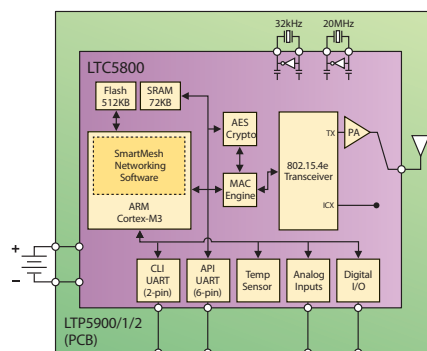 32kHz
20MHz
LTC5800
Flash
512KB
SRAM
72KB
AES
Crypto
TX
PA
SmartMesh
Networking
Software
802.15.4e
Transceiver
MAC
Engine
ARM
Cortex-M3
ICX
+
–
CLI
UART
(2-pin)
API
UART
(6-pin)
Temp
Sensor
Analog
Inputs
Digital
I/O
LTP5900/1/2
(PCB)